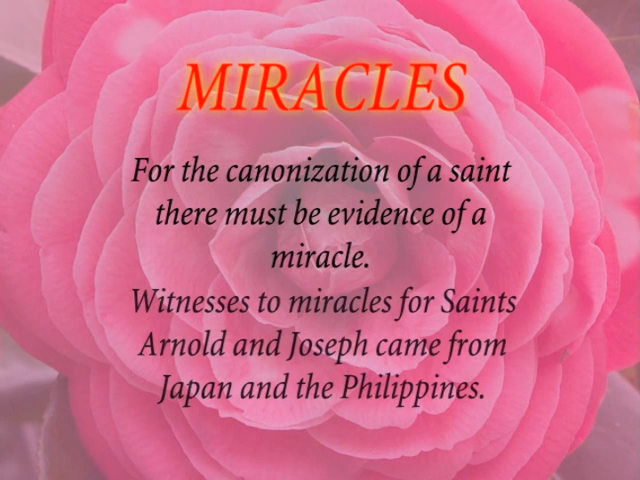 MIRACLES
For the canonization of a saint
there must be evidence of a
miracle.
Witnesses to miracles for Saints
Arnold and Joseph came from
Japan and the Philippines.